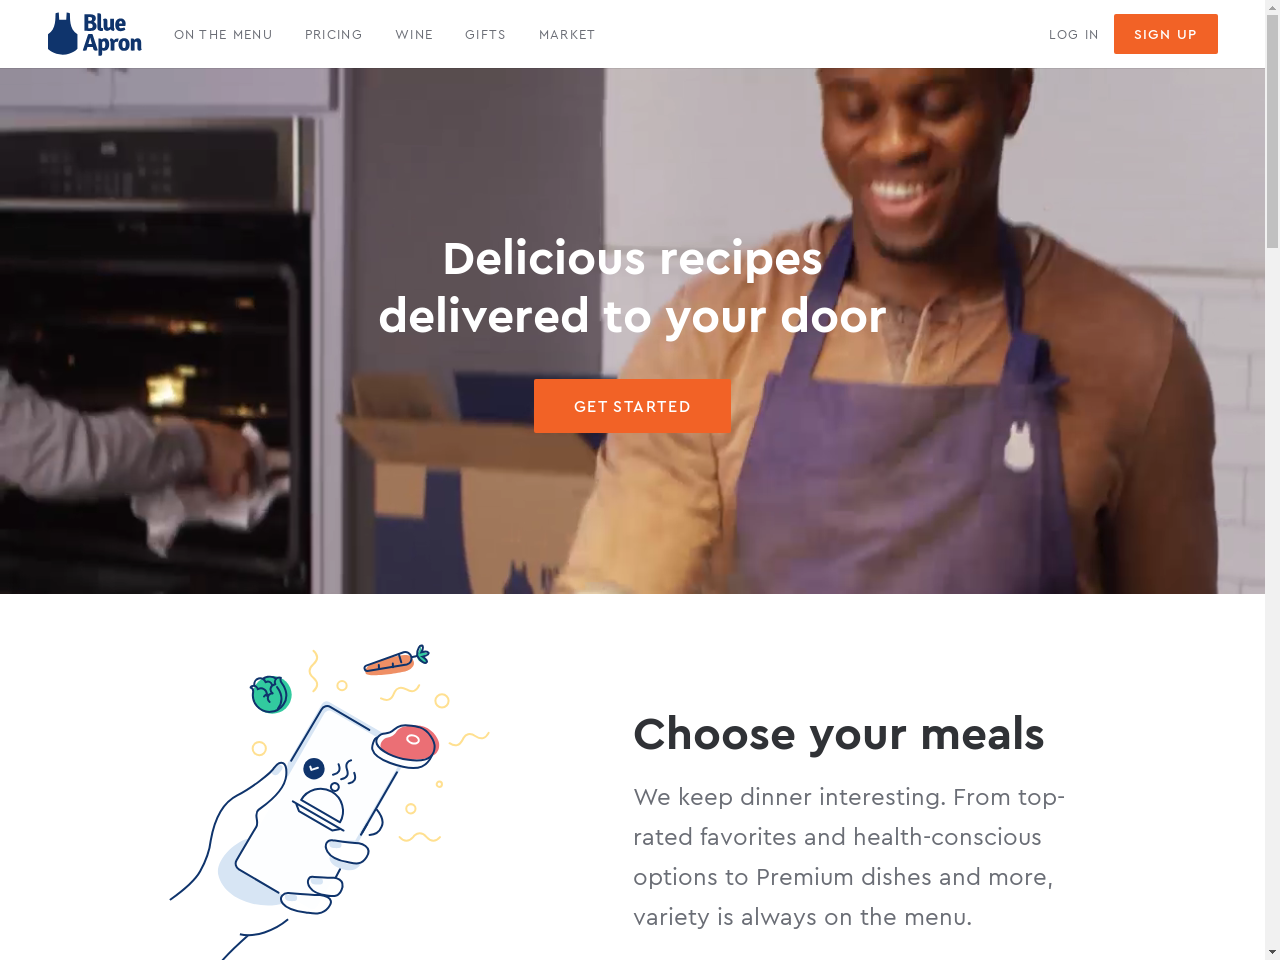 Blue
Apron
ON THE MENU
PRICING
WINE
GIFTS
MARKET
LOG IN
SIGN UP
Delicious recipes
delivered to your door
GET STARTED
Choose your meals
We keep dinner interesting. From top-
rated favorites and health-conscious
options to Premium dishes and more,
variety is always on the menu.